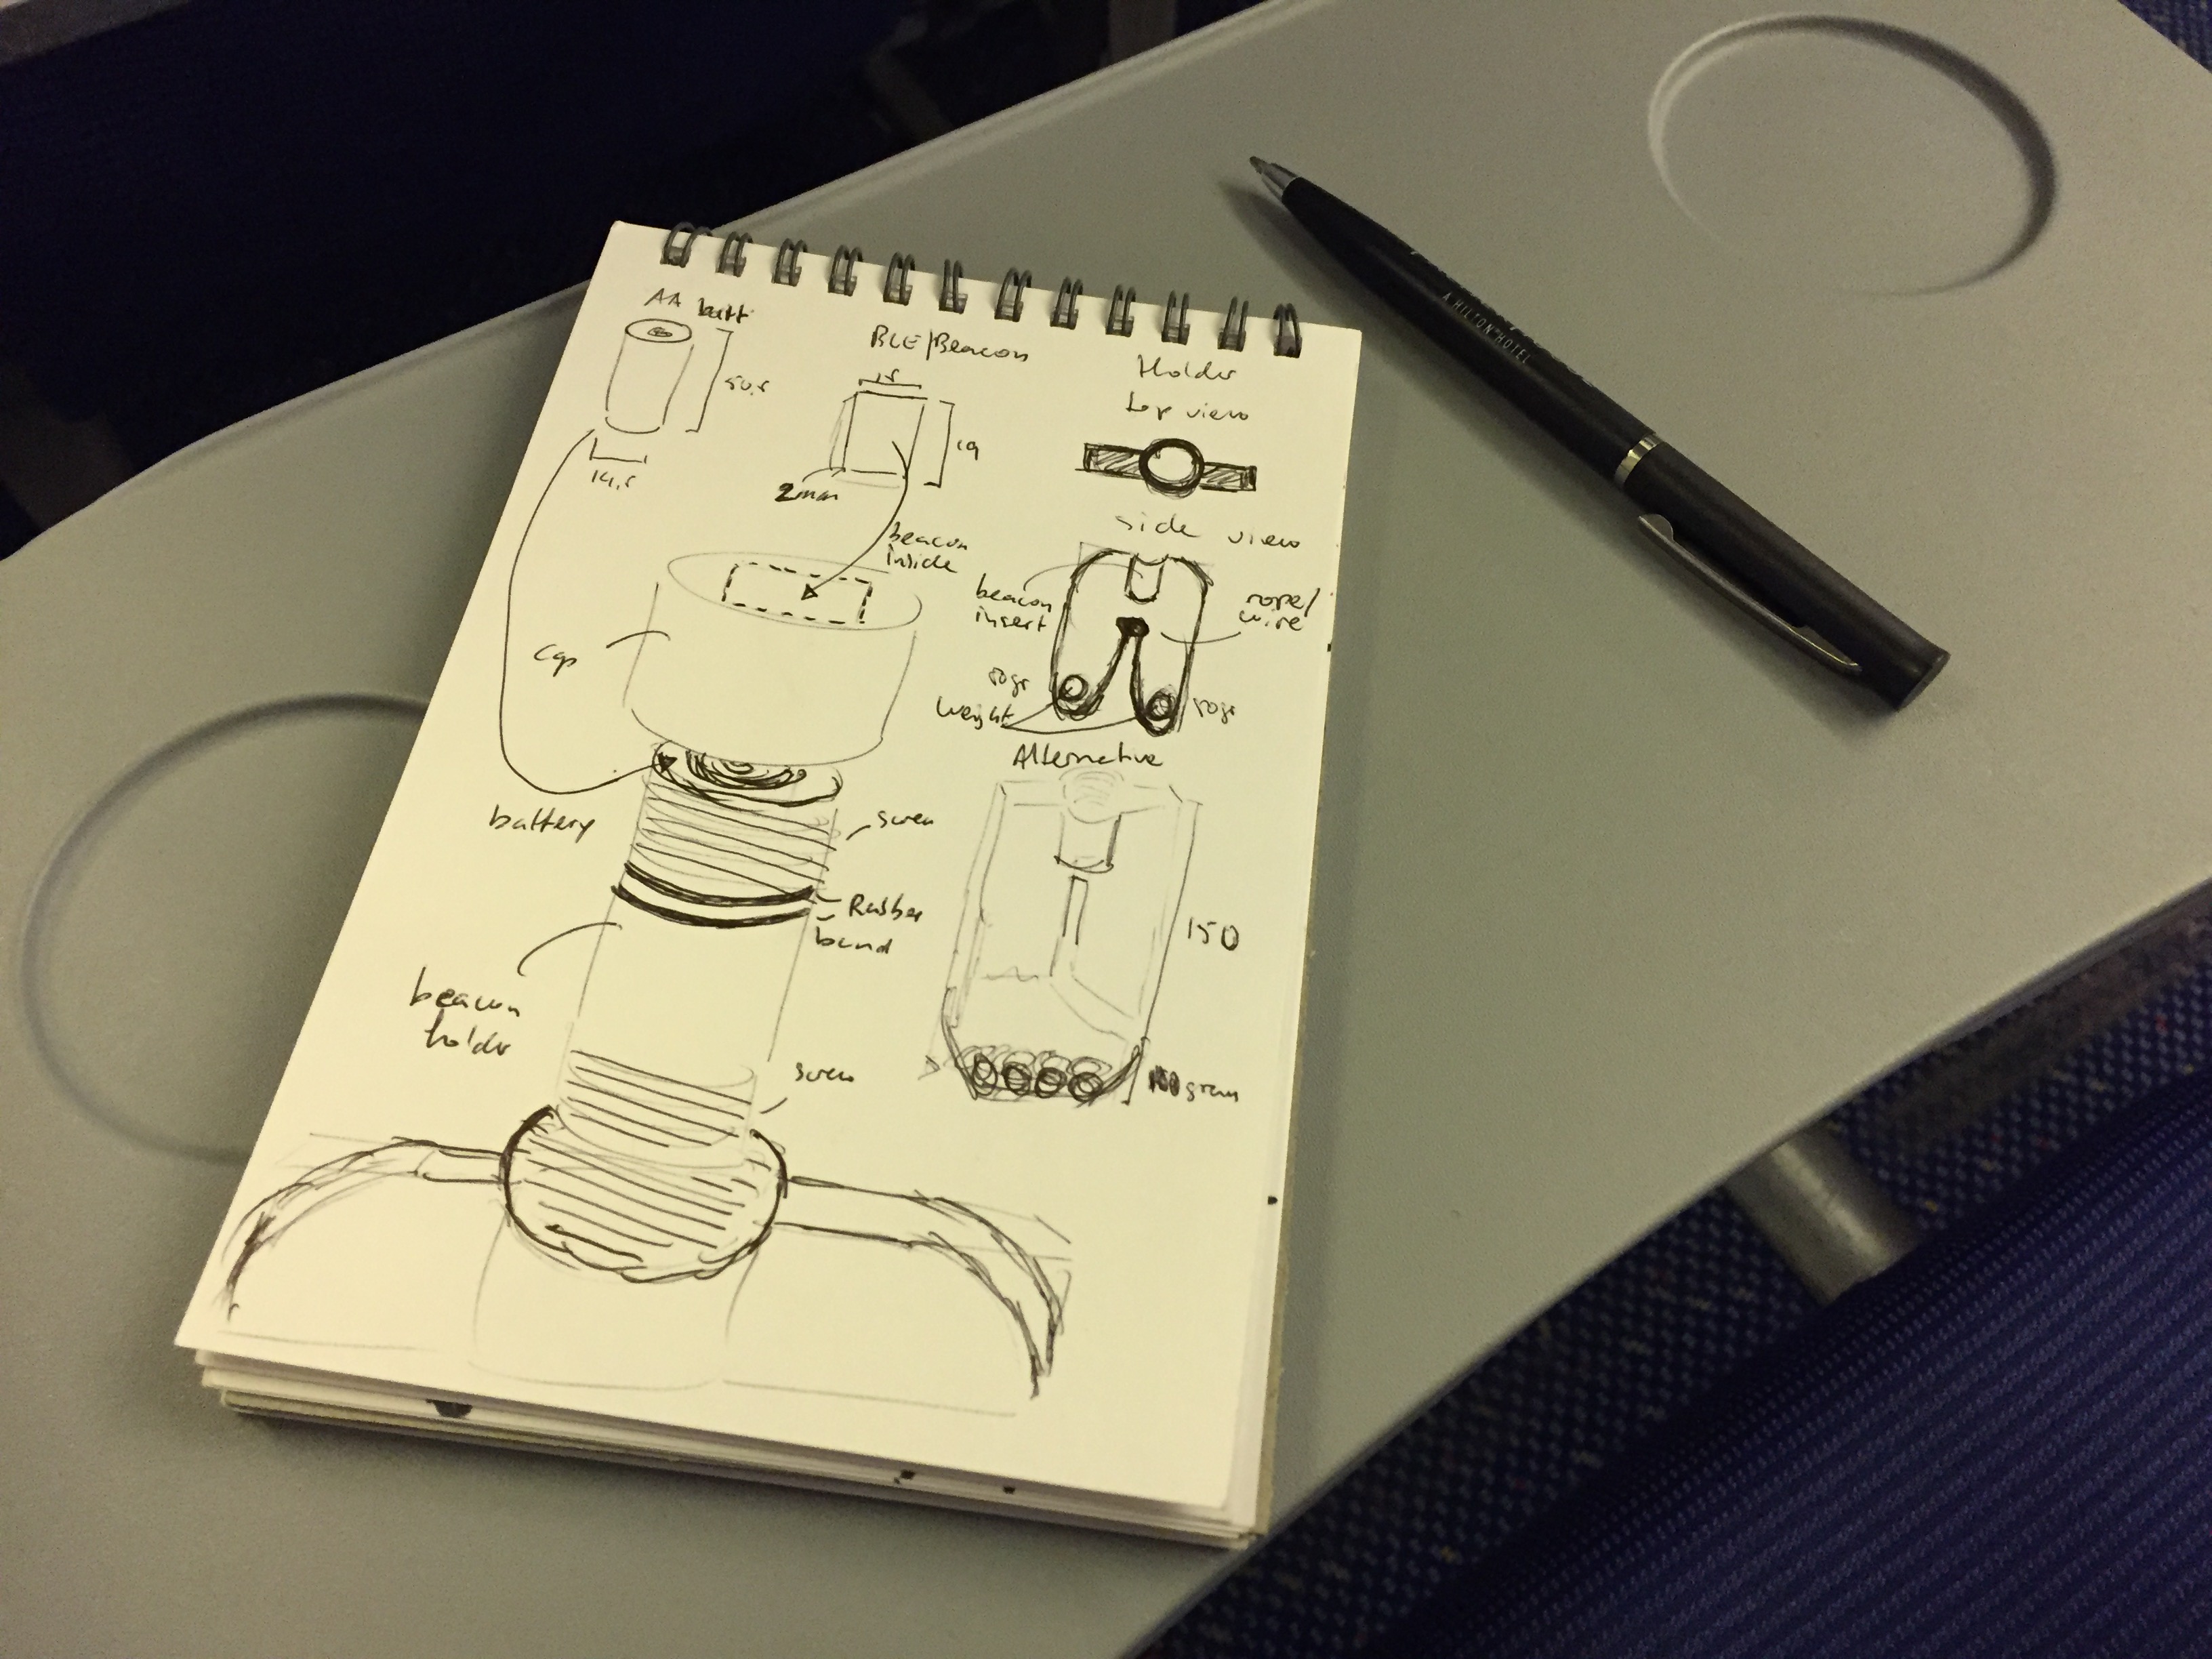 AA batt
50.5
14.5
BLE/Beacon
15
19
2mm
beacon
inside
cap
battery
screw
Rubber
band
beacon
holder
screw
Holder
top view
side view
beacon
insert
rope/
wire
50gr
50gr
weight
Alternative
150
100 gram
A HILTON HOTEL